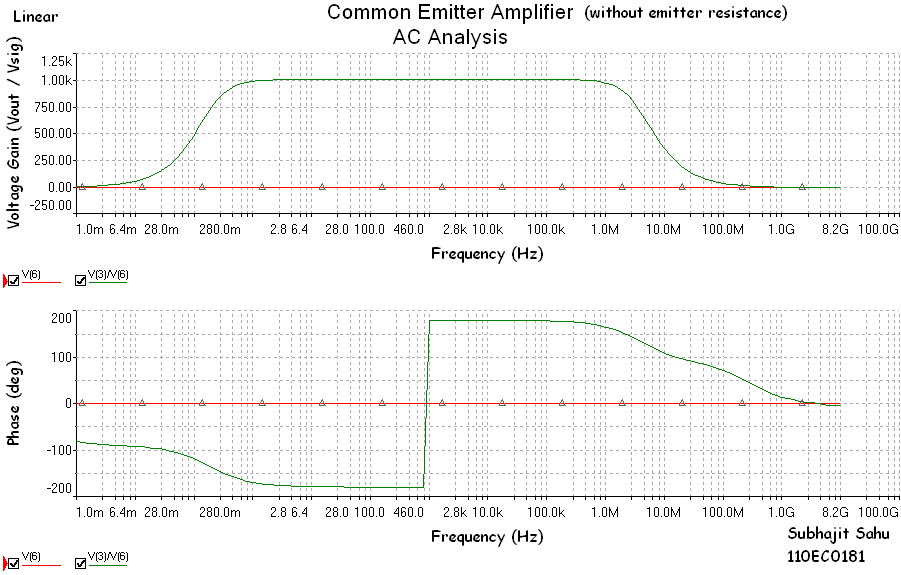 Linear
Common Emitter Amplifier (without emitter resistance)
AC Analysis
Voltage Gain (Vout / Vsig)
1.25k
1.00k
750.00
500.00
250.00
0.00
-250.00
1.0m 6.4m 28.0m 280.0m 2.8 6.4 28.0 100.0 460.0 2.8k 10.0k 100.0k 1.0M 10.0M 100.0M 1.0G 8.2G 100.0G
Frequency (Hz)
V(6) V(3)/V(6)
Phase (deg)
200
100
0
-100
-200
1.0m 6.4m 28.0m 280.0m 2.8 6.4 28.0 100.0 460.0 2.8k 10.0k 100.0k 1.0M 10.0M 100.0M 1.0G 8.2G 100.0G
Frequency (Hz)
Subhajit Sahu
110EC0181
V(6) V(3)/V(6)